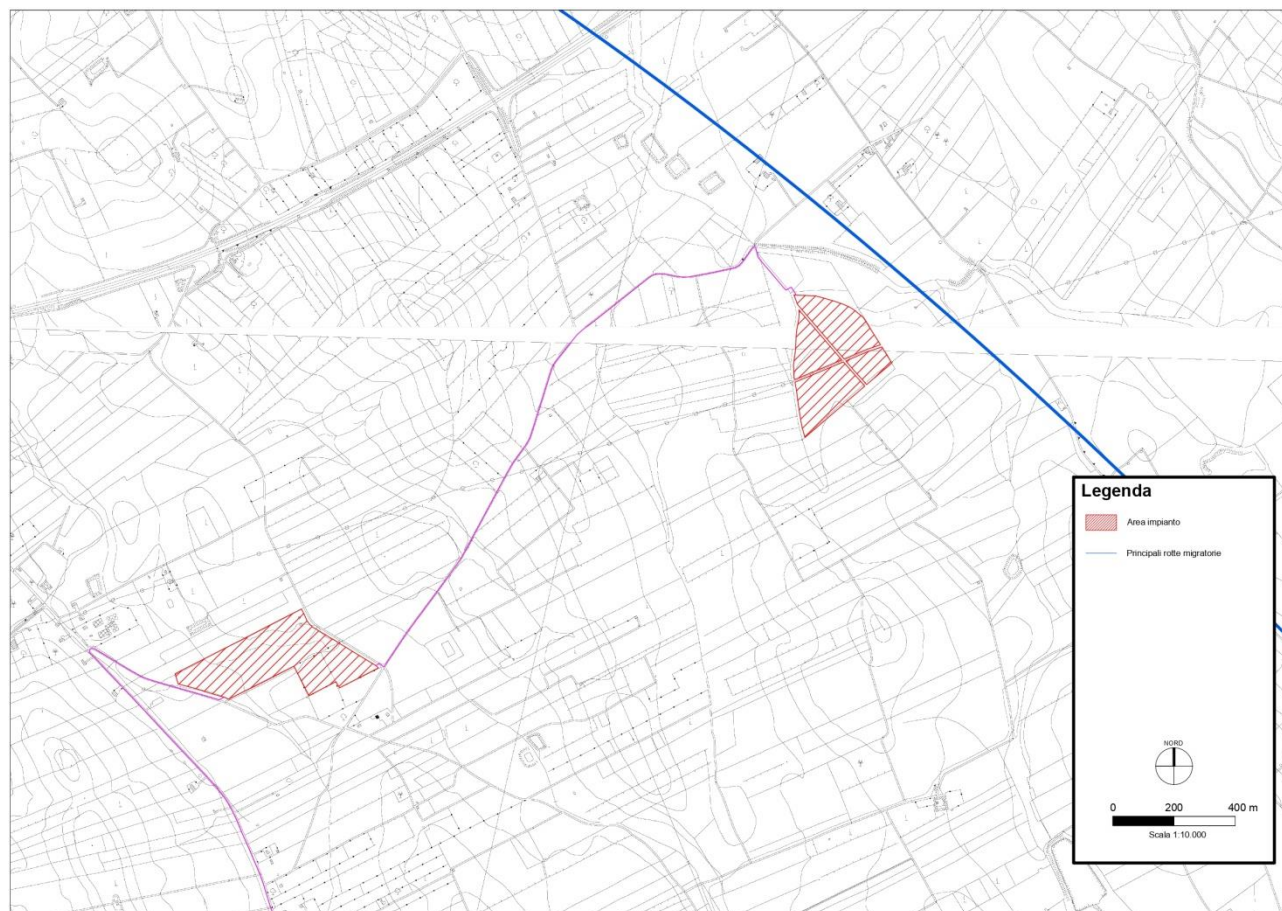 Legenda
Area impianto
Principali rotte migratorie
NORD
0 200 400 m
Scala 1:10.000